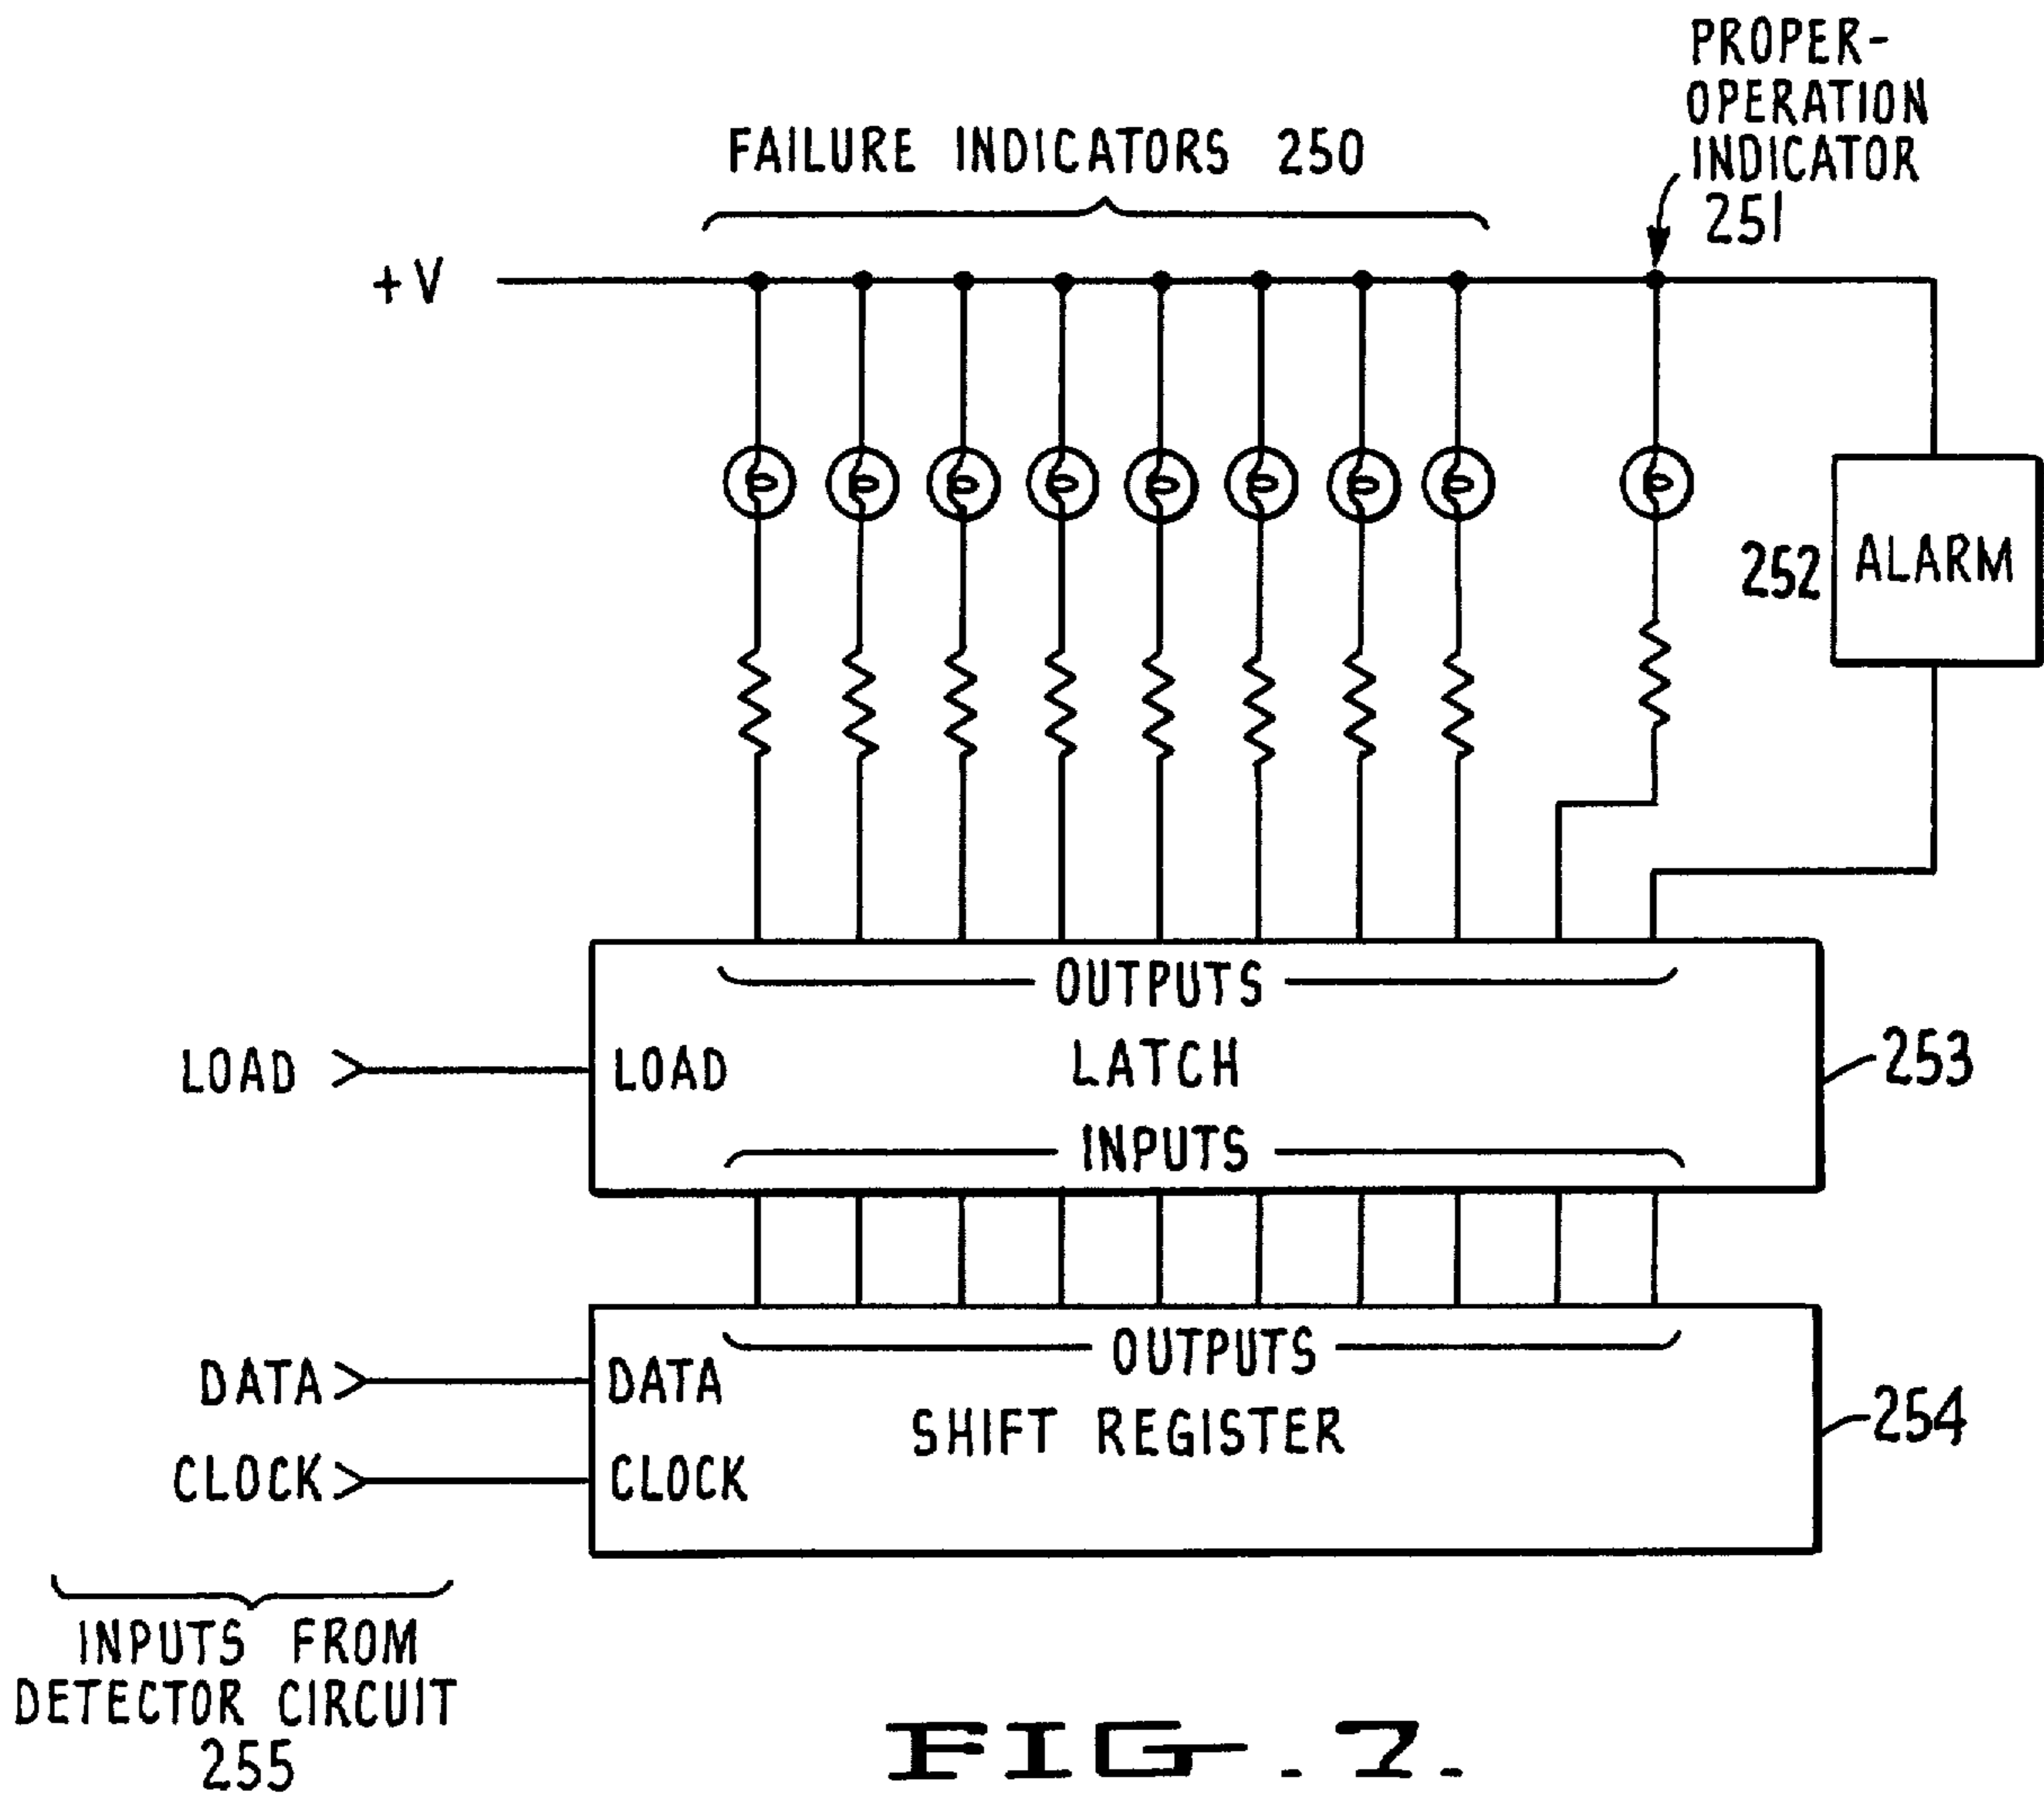 PROPER-
OPERATION
INDICATOR
251
FAILURE INDICATORS 250
+V
252
ALARM
OUTPUTS
LOAD
LOAD
LATCH
253
INPUTS
OUTPUTS
DATA
DATA
SHIFT REGISTER
254
CLOCK
CLOCK
INPUTS FROM
DETECTOR CIRCUIT
255
FIG. 7.